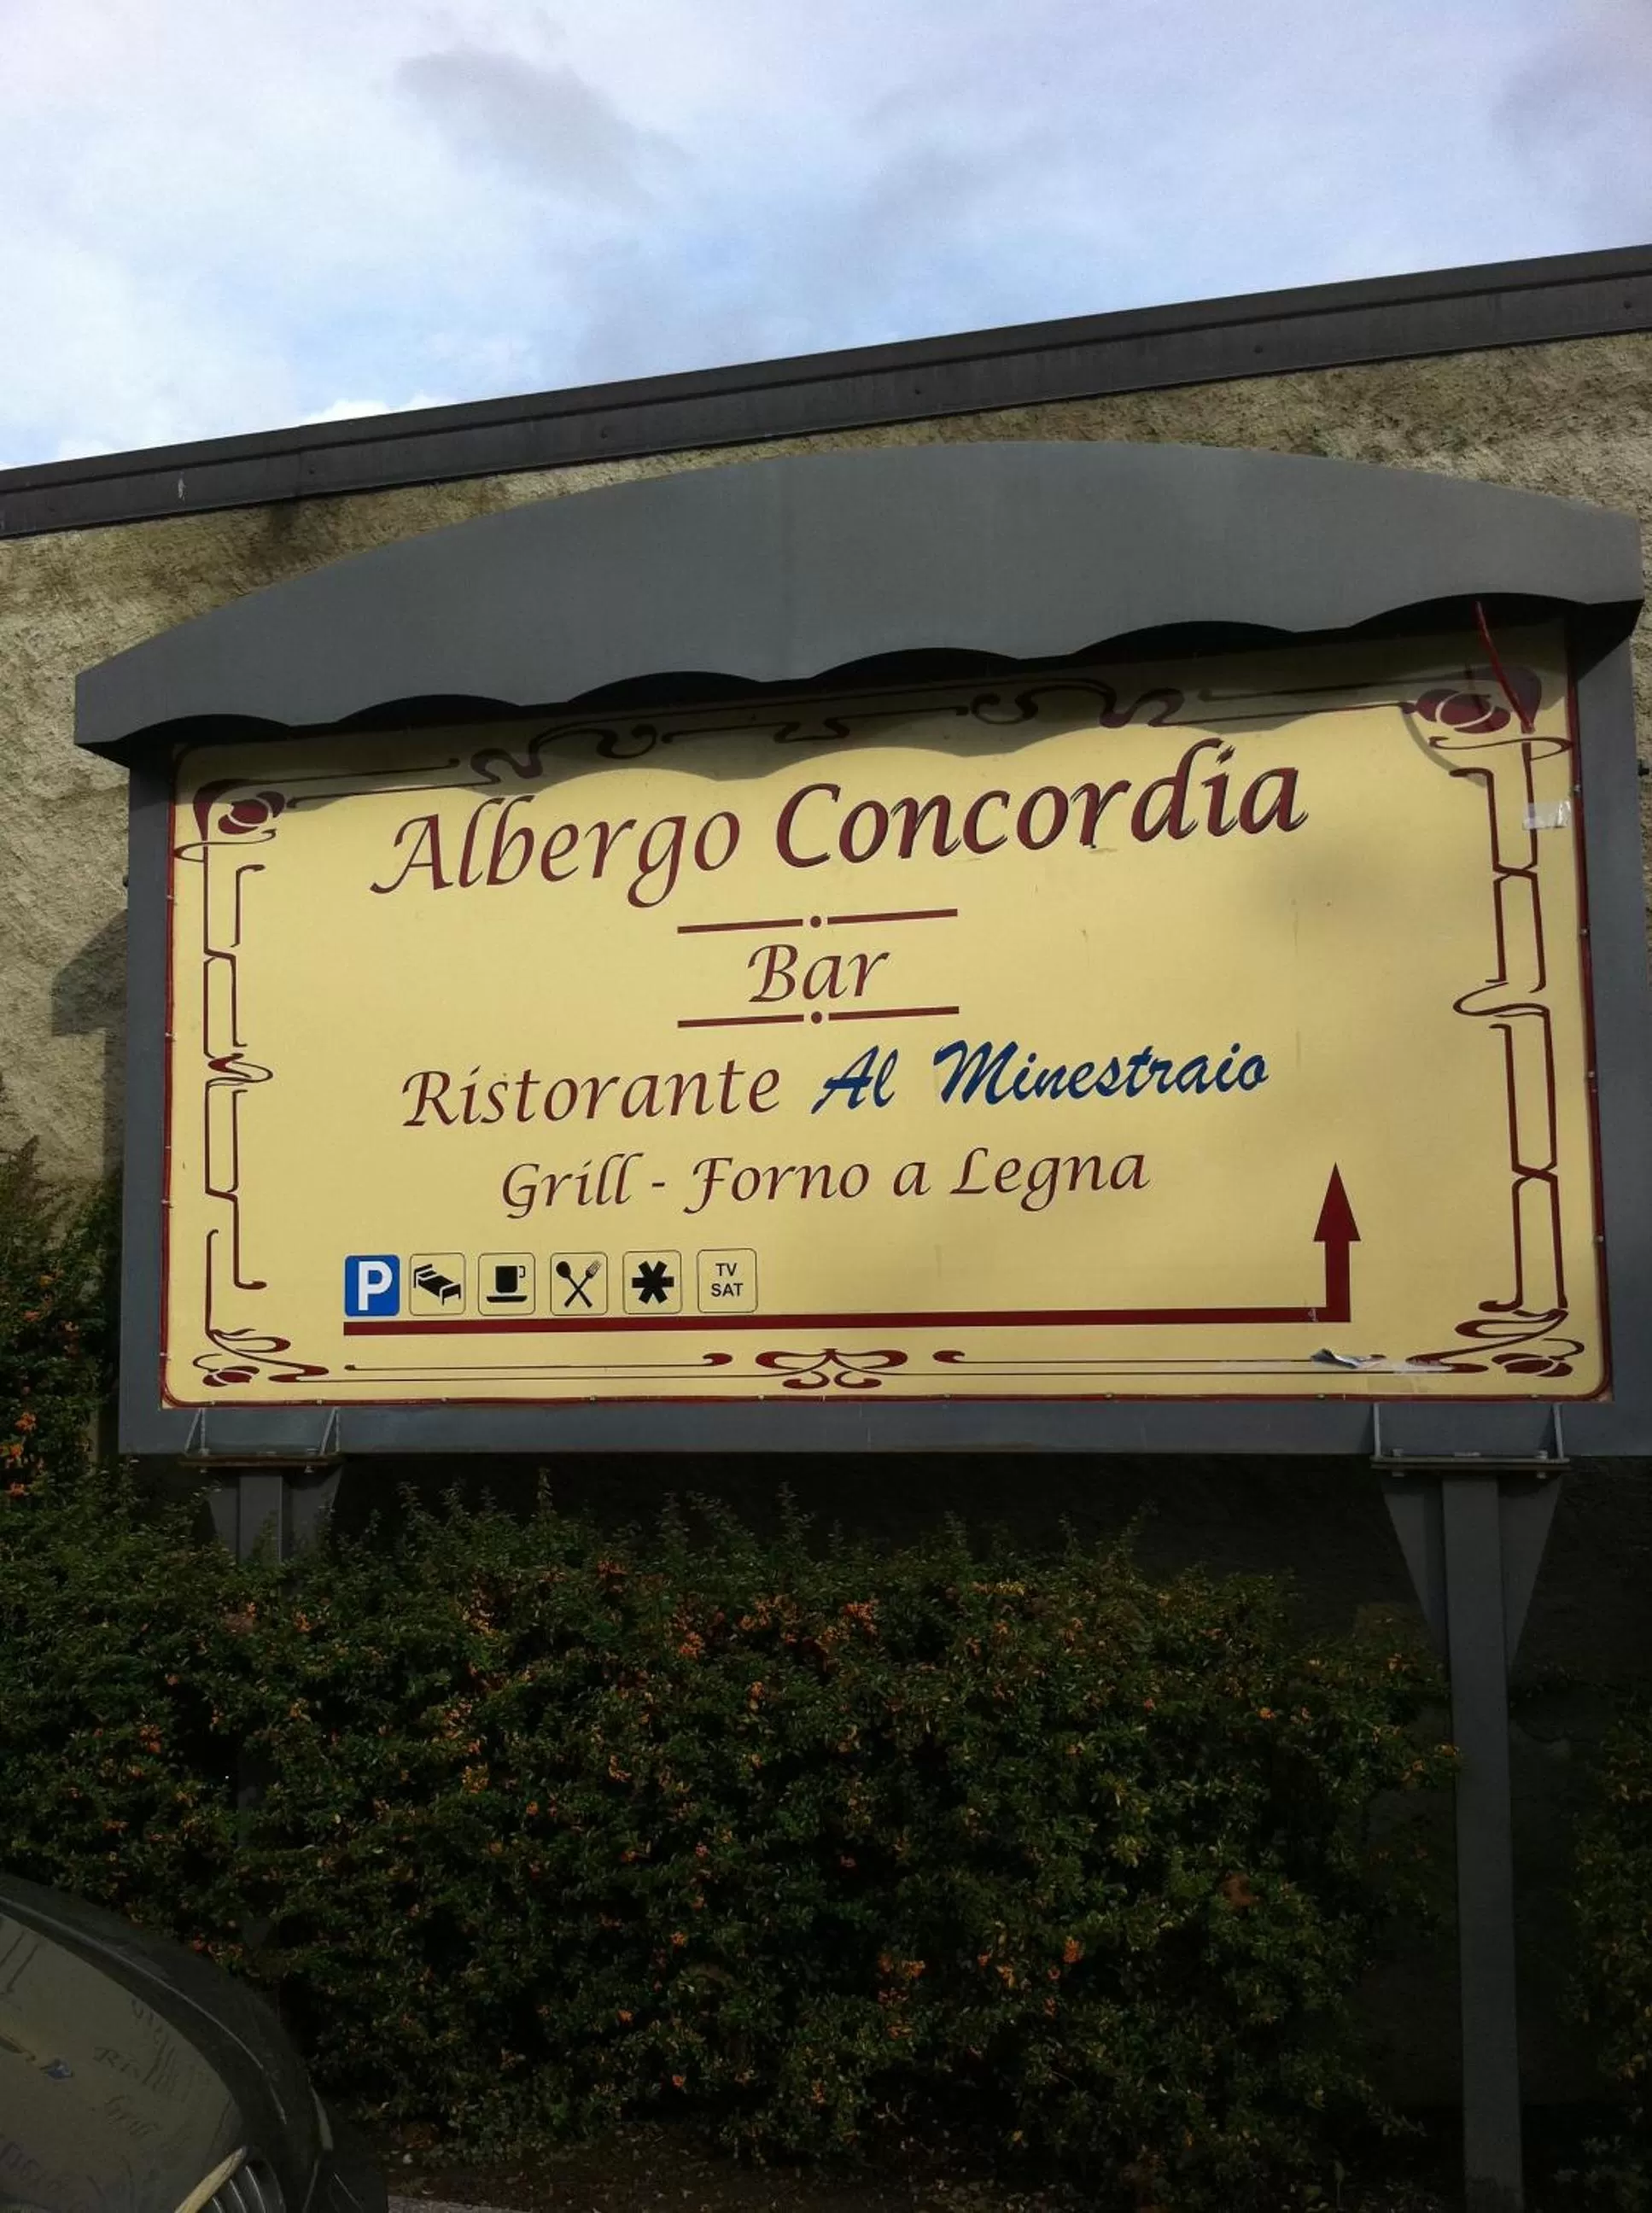 Albergo Concordia
Bar
Ristorante Al Minestraio
Grill - Forno a Legna
P
TV
SAT